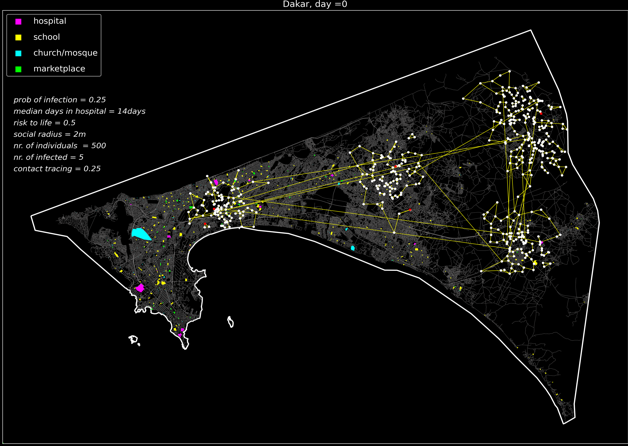 Dakar, day =0
hospital
school
church/mosque
marketplace
prob of infection = 0.25
median days in hospital = 14days
risk to life = 0.5
social radius = 2m
nr. of individuals = 500
nr. of infected = 5
contact tracing = 0.25